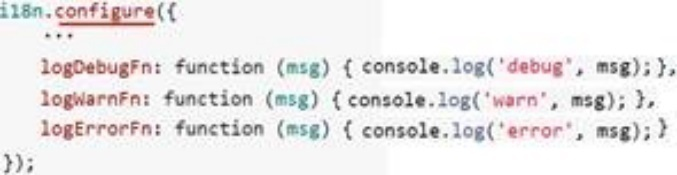 i18n.configure({
...
logDebugFn: function (msg) { console.log('debug', msg); },
logWarnFn: function (msg) { console.log('warn', msg); },
logErrorFn: function (msg) { console.log('error', msg); }
});